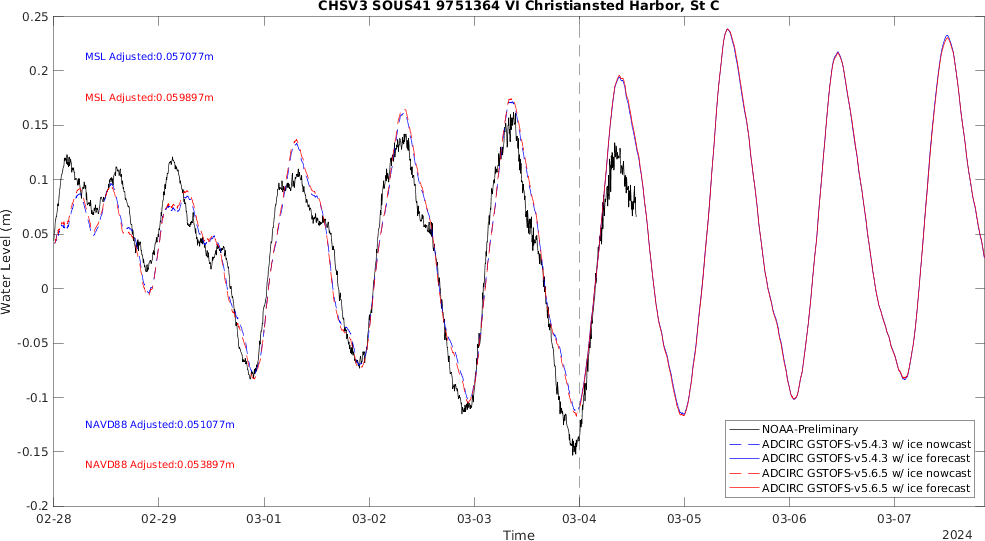 CHSV3 SOUS41 9751364 VI Christiansted Harbor, St C
0.25
0.2
0.15
0.1
0.05
0
-0.05
-0.1
-0.15
-0.2
Water Level (m)
MSL Adjusted:0.057077m
MSL Adjusted:0.059897m
NAVD88 Adjusted:0.051077m
NAVD88 Adjusted:0.053897m
NOAA-Preliminary
ADCIRC GSTOFS-v5.4.3 w/ ice nowcast
ADCIRC GSTOFS-v5.4.3 w/ ice forecast
ADCIRC GSTOFS-v5.6.5 w/ ice nowcast
ADCIRC GSTOFS-v5.6.5 w/ ice forecast
02-28 02-29 03-01 03-02 03-03 03-04 03-05 03-06 03-07
Time
2024